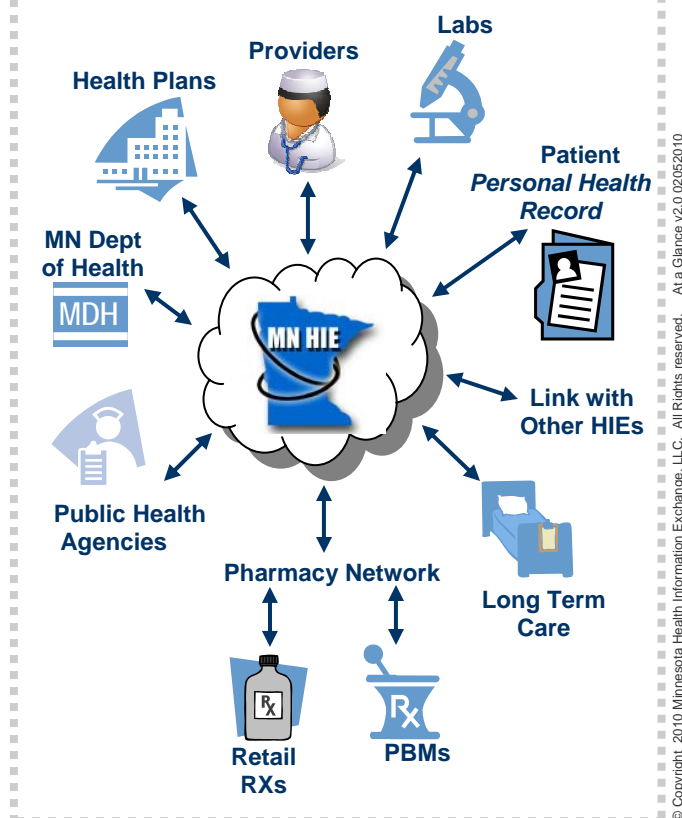 Labs
Providers
Health Plans
Patient
Personal Health
Record
MN Dept
of Health
MDH
MN HIE
Link with
Other HIEs
Public Health
Agencies
Pharmacy Network
Long Term
Care
Rx
Rx
Retail
RXs
PBMs
© Copyright 2010 Minnesota Health Information Exchange, LLC. All Rights reserved. At a Glance v2.0 02052010